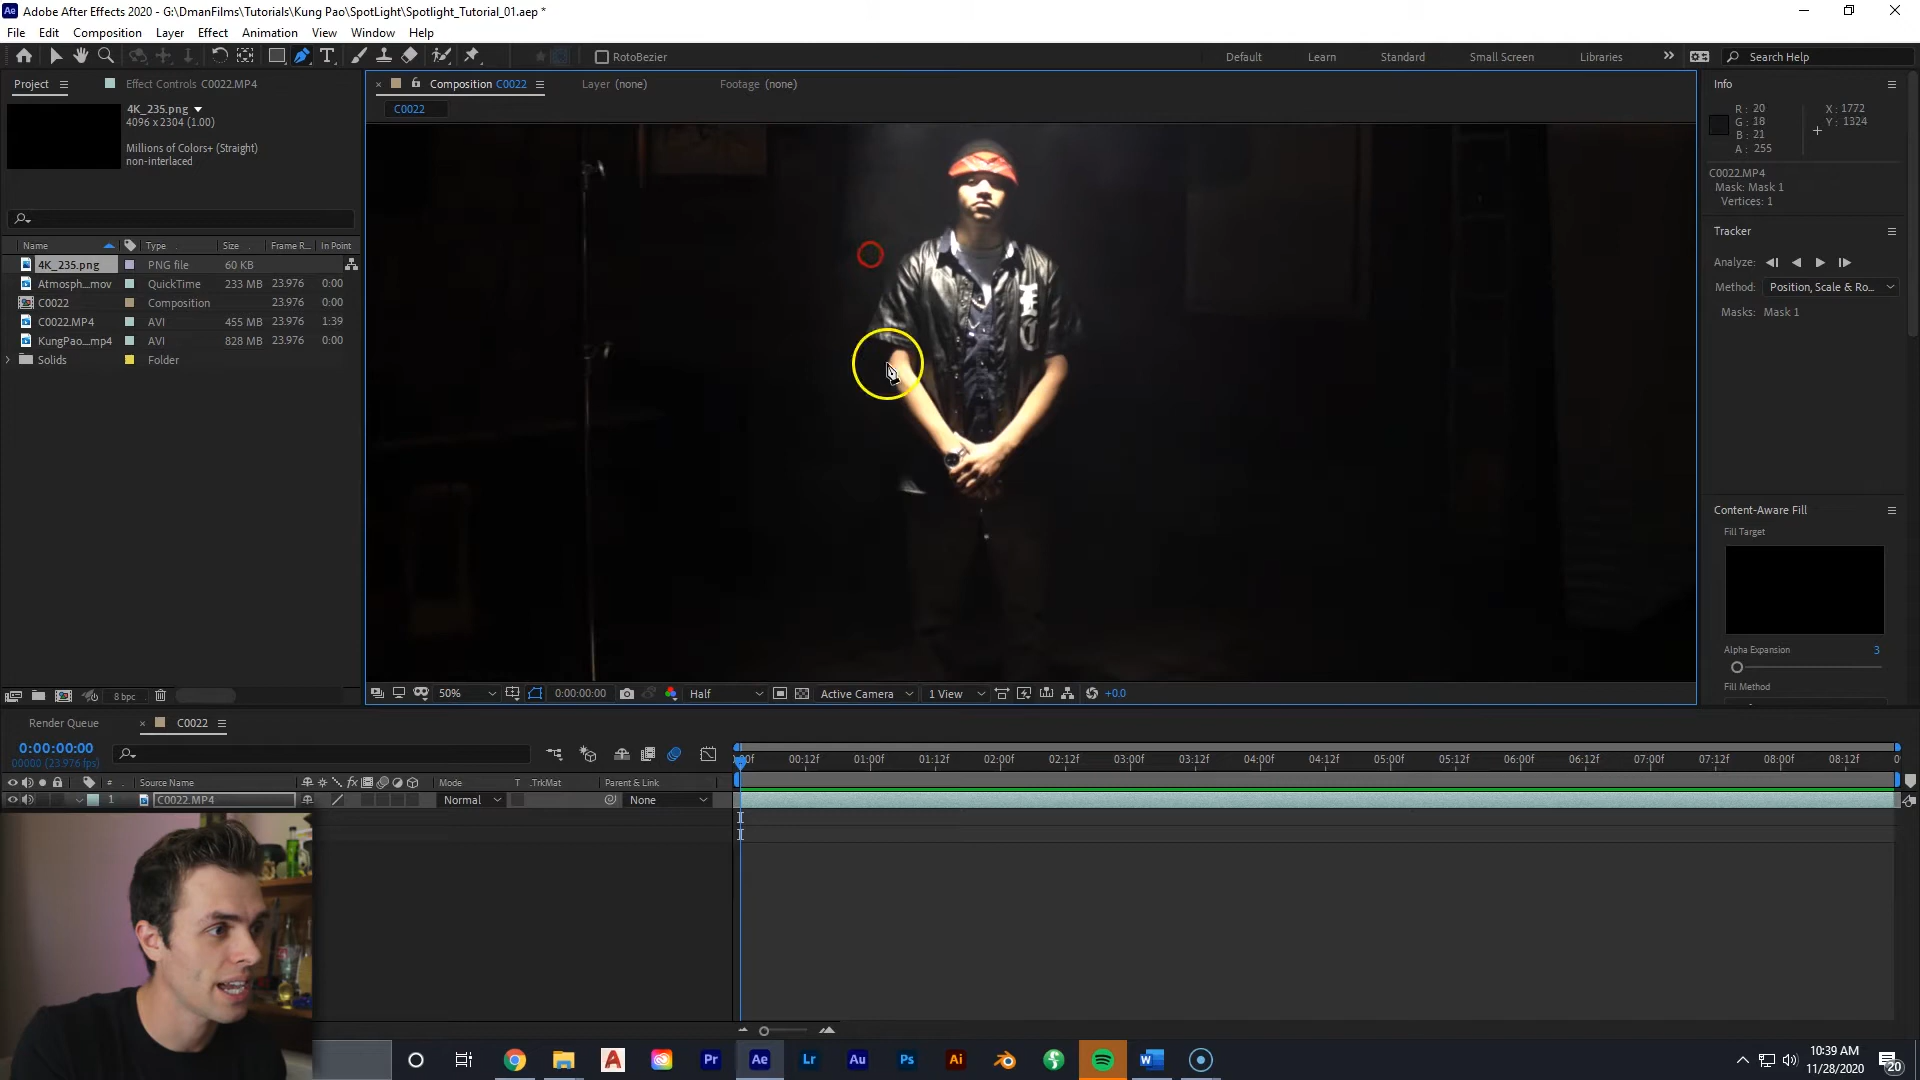 Adobe After Effects 2020 - G:\DmanFilms\Tutorials\Kung Pao\SpotLight\Spotlight_Tutorial_01.aep *
File Edit Composition Layer Effect Animation View Window Help
RotoBezier Default Learn Standard Small Screen Libraries Search Help
Project Effect Controls C0022.MP4 Composition C0022 Layer (none) Footage (none) Info
C0022
4K_235.png
4096 x 2304 (1.00)
Millions of Colors+ (Straight)
non-interlaced
R: 20 X: 1772
G: 18 Y: 1324
B: 21
A: 255
C0022.MP4
Mask: Mask 1
Vertices: 1
Name Type Size Frame R... In Point
4K_235.png PNG file 60 KB
Atmosph...mov QuickTime 233 MB 23.976 0:00
C0022 Composition 23.976 0:00
C0022.MP4 AVI 455 MB 23.976 1:39
KungPao...mp4 AVI 828 MB 23.976 0:00
Solids Folder
Tracker
Analyze:
Method: Position, Scale & Ro...
Masks: Mask 1
Content-Aware Fill
Fill Target
Alpha Expansion 3
Fill Method
8 bpc
50% 0:00:00:00 Half Active Camera 1 View +0.0
Render Queue C0022
0:00:00:00
00000 (23.976 fps)
:00f 00:12f 01:00f 01:12f 02:00f 02:12f 03:00f 03:12f 04:00f 04:12f 05:00f 05:12f 06:00f 06:12f 07:00f 07:12f 08:00f 08:12f 0
# Source Name Mode T .TrkMat Parent & Link
1 C0022.MP4 Normal None
Pr Ae Lr Au Ps Ai
10:39 AM
11/28/2020
20